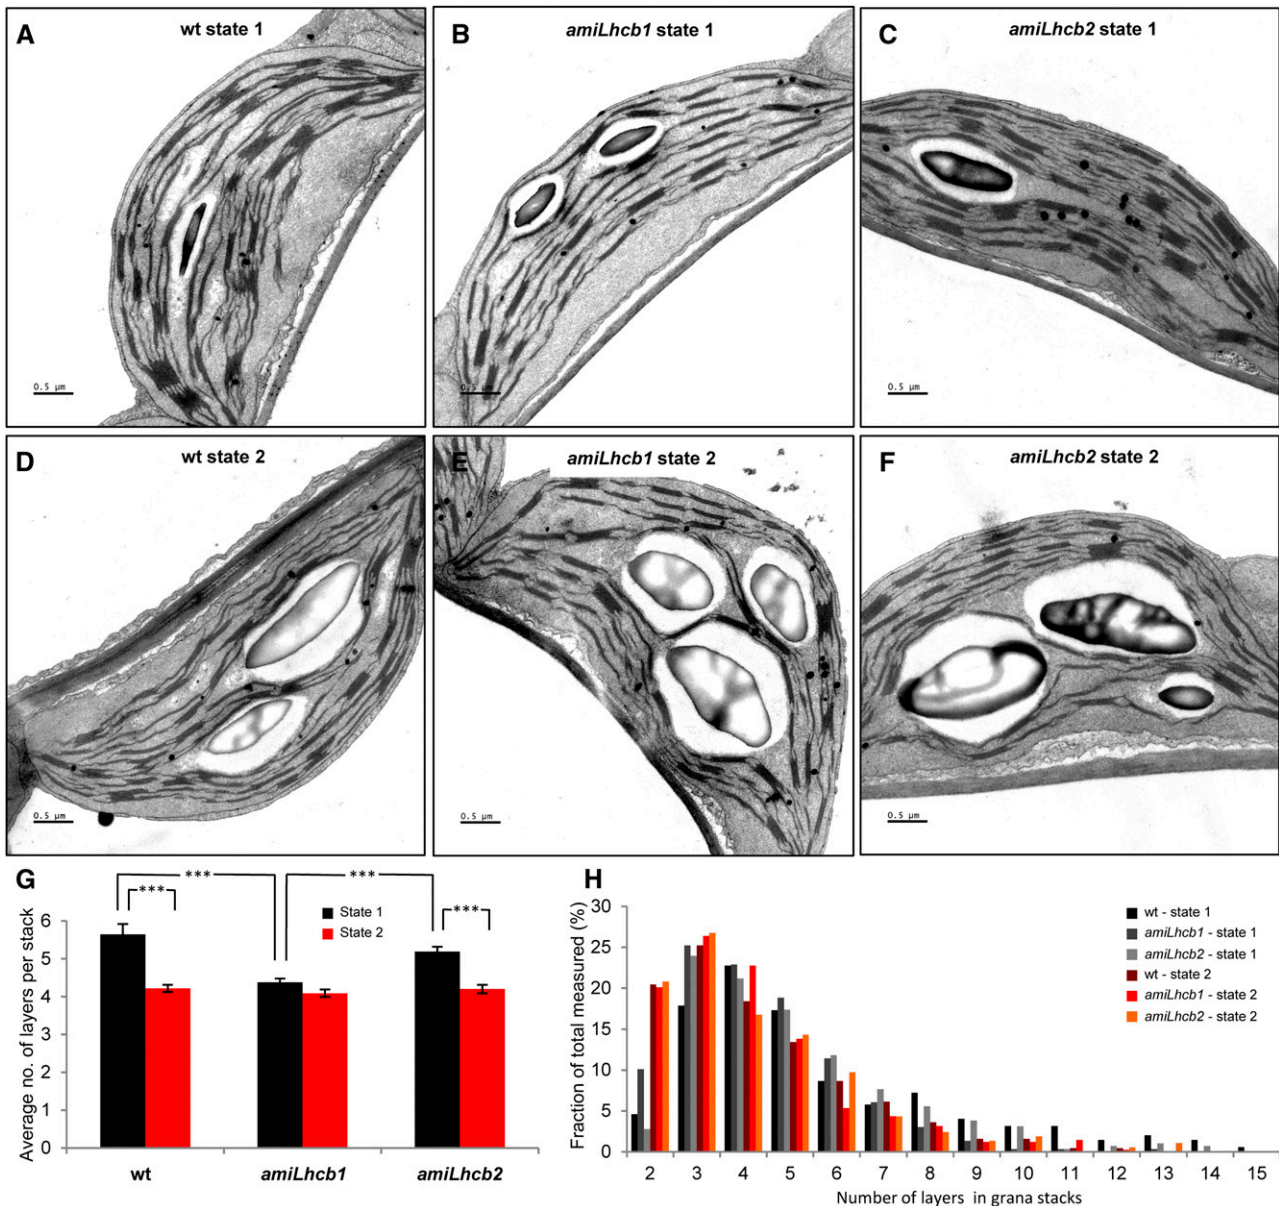 A
wt state 1
0.5 µm
B
amiLhcb1 state 1
0.5 µm
C
amiLhcb2 state 1
0.5 µm
D
wt state 2
0.5 µm
E
amiLhcb1 state 2
0.5 µm
F
amiLhcb2 state 2
0.5 µm
G
Average no. of layers per stack
6
5
4
3
2
1
0
***
***
***
***
State 1
State 2
wt
amiLhcb1
amiLhcb2
H
Fraction of total measured (%)
30
25
20
15
10
5
0
wt - state 1
amiLhcb1 - state 1
amiLhcb2 - state 1
wt - state 2
amiLhcb1 - state 2
amiLhcb2 - state 2
2 3 4 5 6 7 8 9 10 11 12 13 14 15
Number of layers in grana stacks